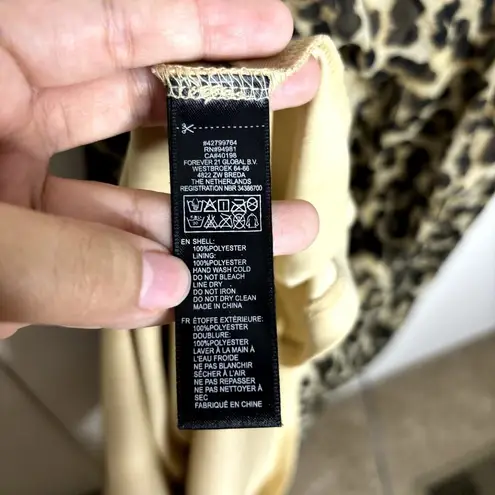 #42799764
RN#94981
CA#40198
FOREVER 21 GLOBAL B.V.
WESTBROEK 64-66
4822 ZW BREDA
THE NETHERLANDS
REGISTRATION NBR 34386700
EN SHELL:
100%POLYESTER
LINING:
100%POLYESTER
HAND WASH COLD
DO NOT BLEACH
LINE DRY
DO NOT IRON
DO NOT DRY CLEAN
MADE IN CHINA
FR ÉTOFFE EXTÉRIEURE:
100%POLYESTER
DOUBLURE:
100%POLYESTER
LAVER À LA MAIN À
L'EAU FROIDE
NE PAS BLANCHIR
SÉCHER À L'AIR
NE PAS REPASSER
NE PAS NETTOYER À
SEC
FABRIQUÉ EN CHINE